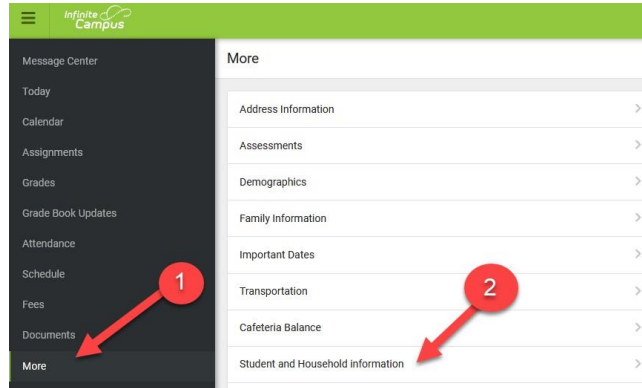 Infinite
Campus
Message Center
Today
Calendar
Assignments
Grades
Grade Book Updates
Attendance
Schedule
Fees
Documents
More
More
Address Information
Assessments
Demographics
Family Information
Important Dates
Transportation
Cafeteria Balance
Student and Household information
1
2